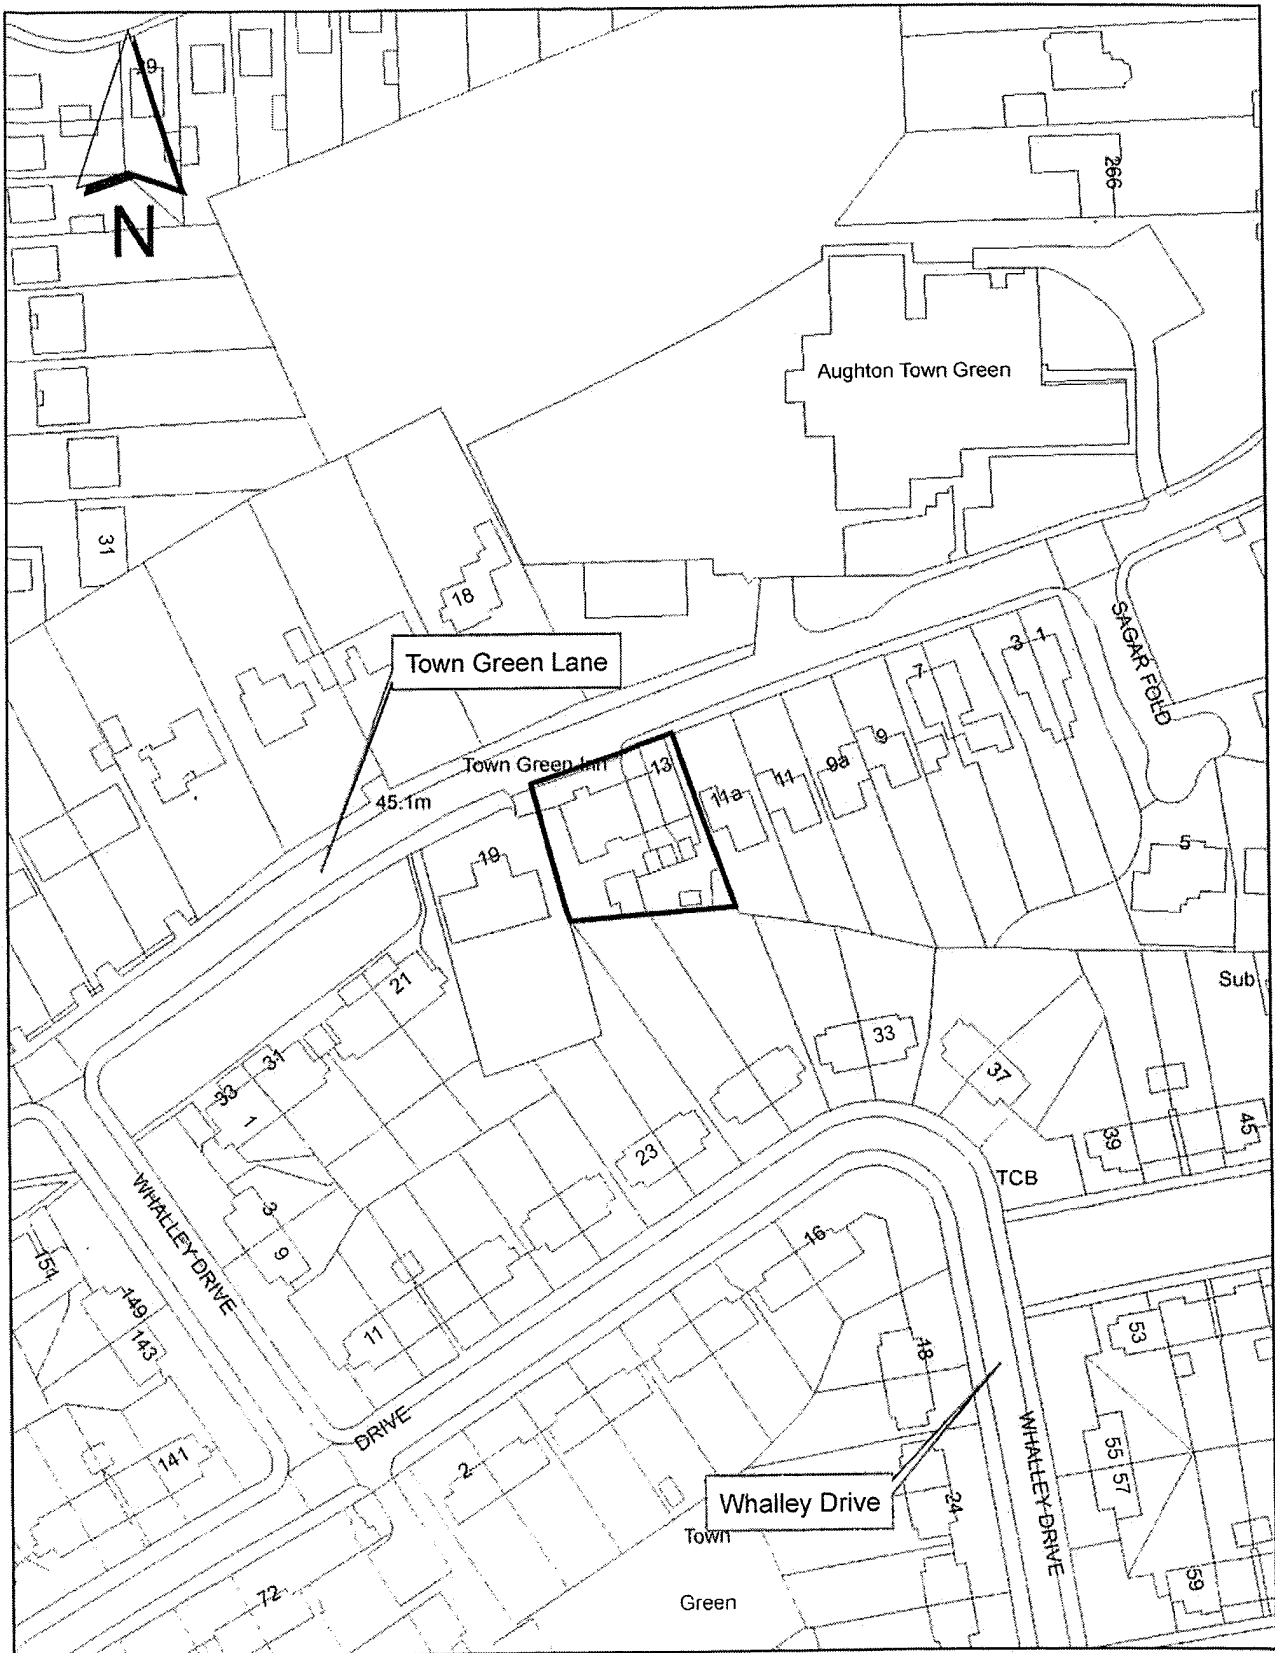 29
N
266
Aughton Town Green
31
18
Town Green Lane
SAGAR FOLD
3
1
7
9
9a
11
11a
13
Town Green Inn
45.1m
19
5
21
Sub
33
37
31
33
1
39
45
23
TCB
WHALLEY DRIVE
3
9
16
151
149
143
11
18
53
DRIVE
WHALLEY DRIVE
55
57
141
2
Whalley Drive
24
Town
Green
72
59